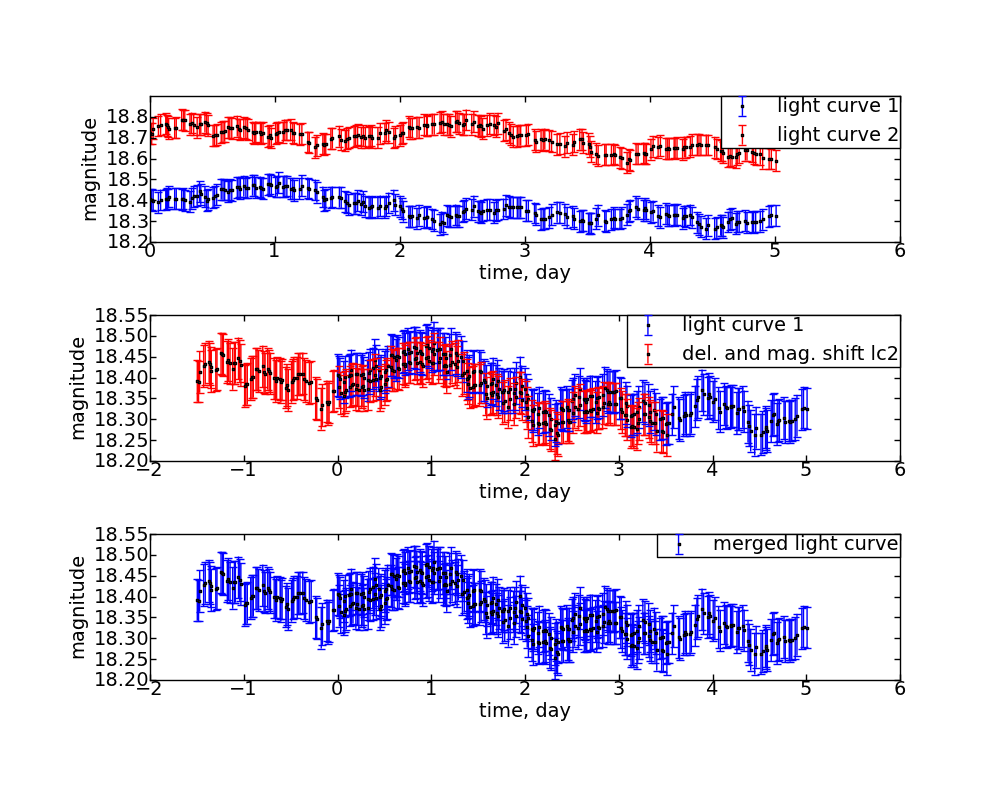 18.8
18.7
18.6
18.5
18.4
18.3
18.2
magnitude
light curve 1
light curve 2
0 1 2 3 4 5 6
time, day
18.55
18.50
18.45
18.40
18.35
18.30
18.25
18.20
magnitude
light curve 1
del. and mag. shift lc2
−2 −1 0 1 2 3 4 5 6
time, day
18.55
18.50
18.45
18.40
18.35
18.30
18.25
18.20
magnitude
merged light curve
−2 −1 0 1 2 3 4 5 6
time, day